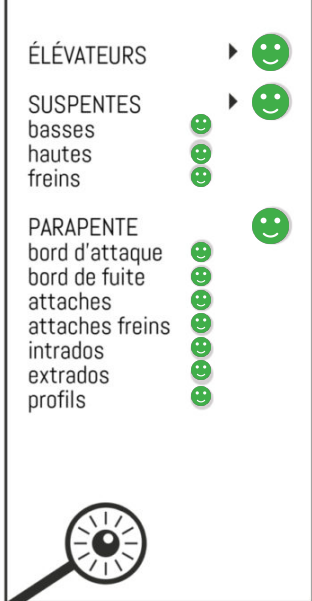 ÉLÉVATEURS
SUSPENTES
basses
hautes
freins
PARAPENTE
bord d'attaque
bord de fuite
attaches
attaches freins
intrados
extrados
profils